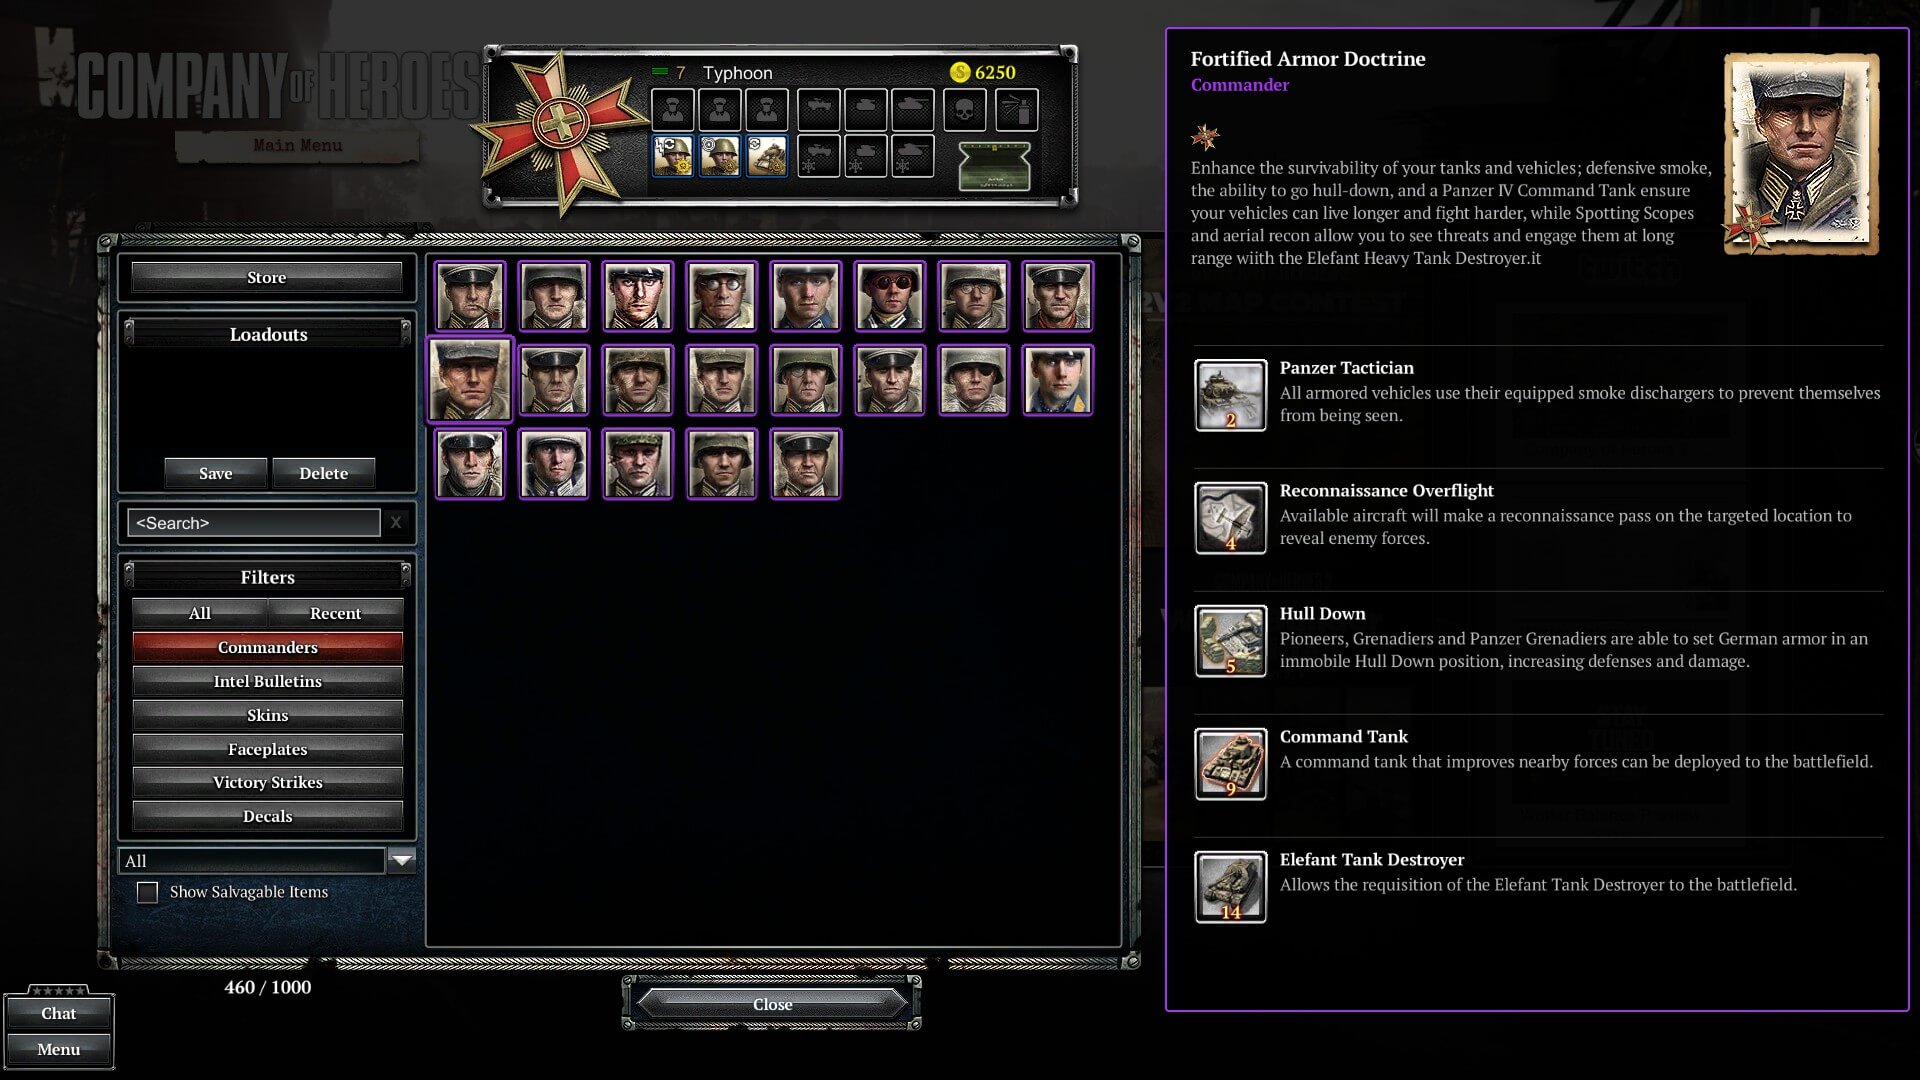 COMPANY OF HEROES
Main Menu
7 Typhoon
6250
Store
Loadouts
Save
Delete
<Search>
X
Filters
All
Recent
Commanders
Intel Bulletins
Skins
Faceplates
Victory Strikes
Decals
All
Show Salvagable Items
460 / 1000
Close
Chat
Menu
Fortified Armor Doctrine
Commander
Enhance the survivability of your tanks and vehicles; defensive smoke,
the ability to go hull-down, and a Panzer IV Command Tank ensure
your vehicles can live longer and fight harder, while Spotting Scopes
and aerial recon allow you to see threats and engage them at long
range wiith the Elefant Heavy Tank Destroyer.it
Panzer Tactician
All armored vehicles use their equipped smoke dischargers to prevent themselves
from being seen.
2
Reconnaissance Overflight
Available aircraft will make a reconnaissance pass on the targeted location to
reveal enemy forces.
4
Hull Down
Pioneers, Grenadiers and Panzer Grenadiers are able to set German armor in an
immobile Hull Down position, increasing defenses and damage.
5
Command Tank
A command tank that improves nearby forces can be deployed to the battlefield.
9
Elefant Tank Destroyer
Allows the requisition of the Elefant Tank Destroyer to the battlefield.
14